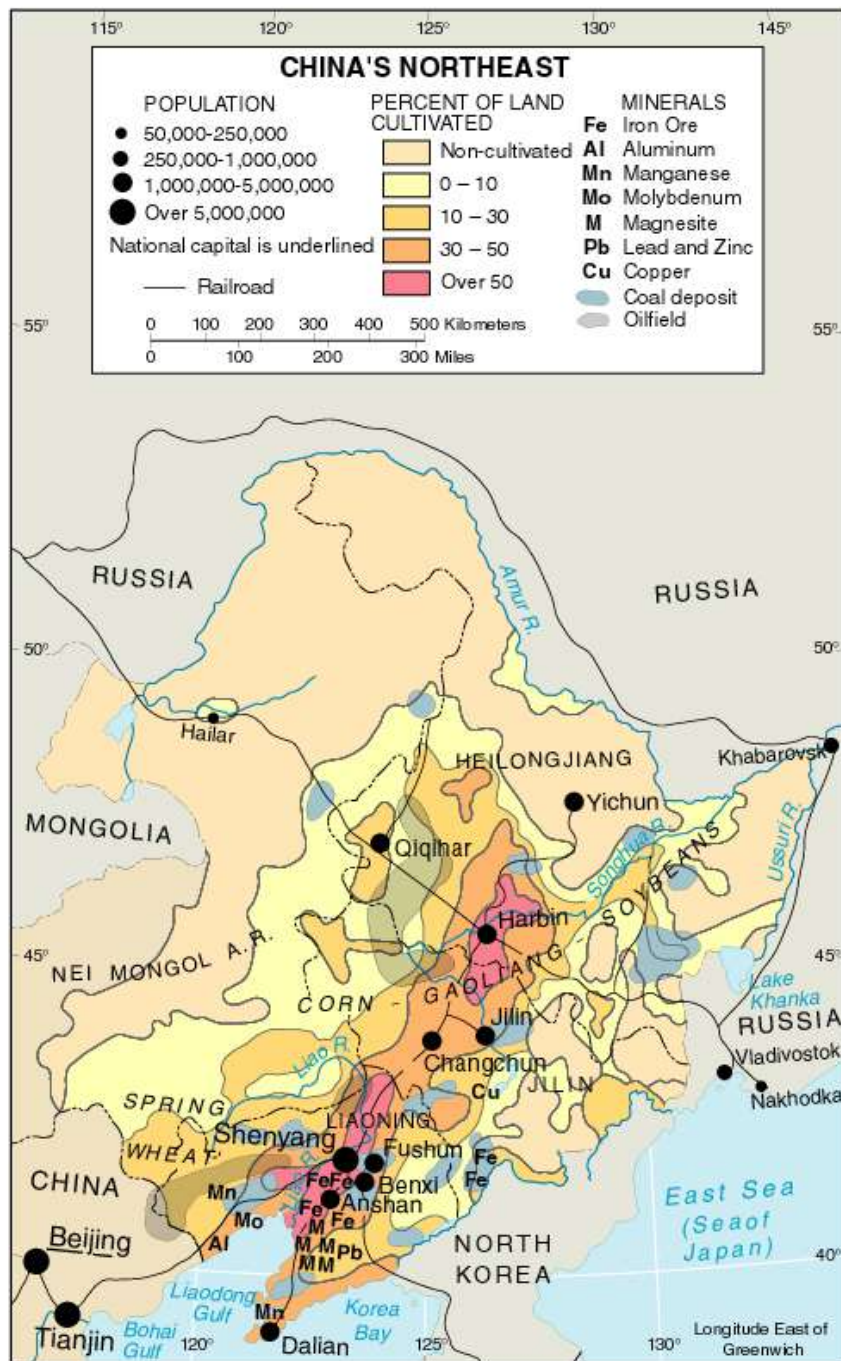 115° 120° 125° 130° 145°
CHINA'S NORTHEAST
POPULATION
50,000-250,000
250,000-1,000,000
1,000,000-5,000,000
Over 5,000,000
National capital is underlined
Railroad
PERCENT OF LAND
CULTIVATED
Non-cultivated
0 – 10
10 – 30
30 – 50
Over 50
MINERALS
Fe Iron Ore
Al Aluminum
Mn Manganese
Mo Molybdenum
M Magnesite
Pb Lead and Zinc
Cu Copper
Coal deposit
Oilfield
0 100 200 300 400 500 Kilometers
0 100 200 300 Miles
55° 55°
RUSSIA
RUSSIA
Amur R.
50° 50°
Hailar
HEILONGJIANG
Khabarovsk
MONGOLIA
Yichun
Qiqihar
Songhua R.
Ussuri R.
Harbin
CORN - GAOLIANG - SOYBEANS
NEI MONGOL A.R.
45° 45°
Lake
Khanka
Jilin
RUSSIA
Changchun
Liao R.
Vladivostok
JILIN
Nakhodka
Cu
SPRING
WHEAT
LIAONING
Shenyang
Fushun
CHINA
Fe Fe
Fe
Benxi
Fe
Mn
Fe
Anshan
Mo
M
Fe
East Sea
(Sea of
Japan)
Al
M M Pb
M M
Beijing
NORTH
KOREA
40°
Liaodong
Gulf
Korea
Bay
Mn
Tianjin
Bohai
Gulf
Dalian
120° 125° 130°
Longitude East of
Greenwich